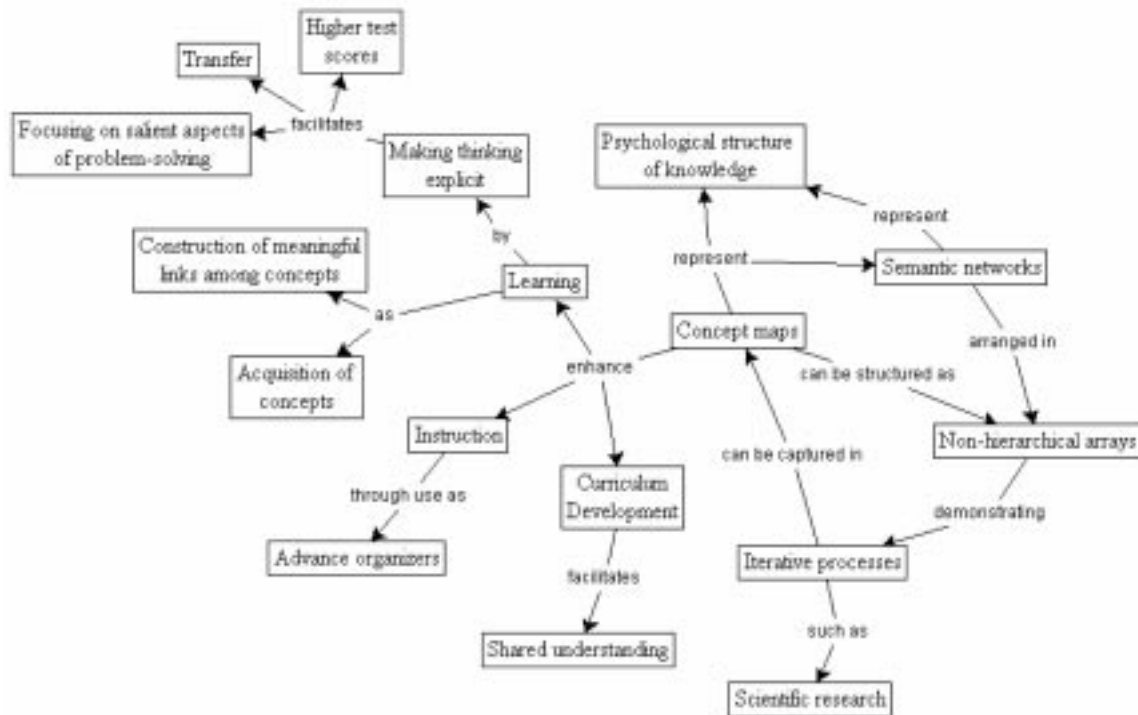 Higher test
scores
Transfer
facilitates
Focusing on salient aspects
of problem-solving
Making thinking
explicit
Psychological structure
of knowledge
represent
by
Construction of meaningful
links among concepts
represent
Semantic networks
Learning
as
Concept maps
arranged in
enhance
can be structured as
Acquisition of
concepts
Instruction
Non-hierarchical arrays
can be captured in
through use as
Curriculum
Development
demonstrating
Advance organizers
Iterative processes
facilitates
such as
Shared understanding
Scientific research